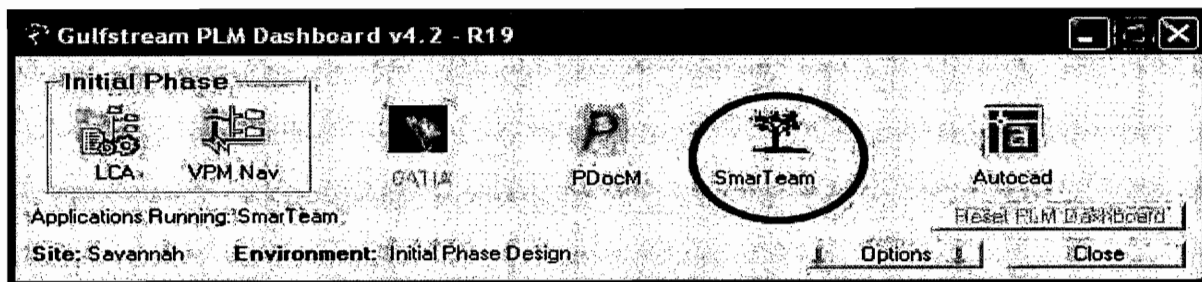 Gulfstream PLM Dashboard v4.2 - R19
Initial Phase
LCA
VPM Nav
CATIA
PDocM
SmarTeam
Autocad
Applications Running: SmarTeam
Reset PLM Dashboard
Site: Savannah Environment: Initial Phase Design
Options
Close